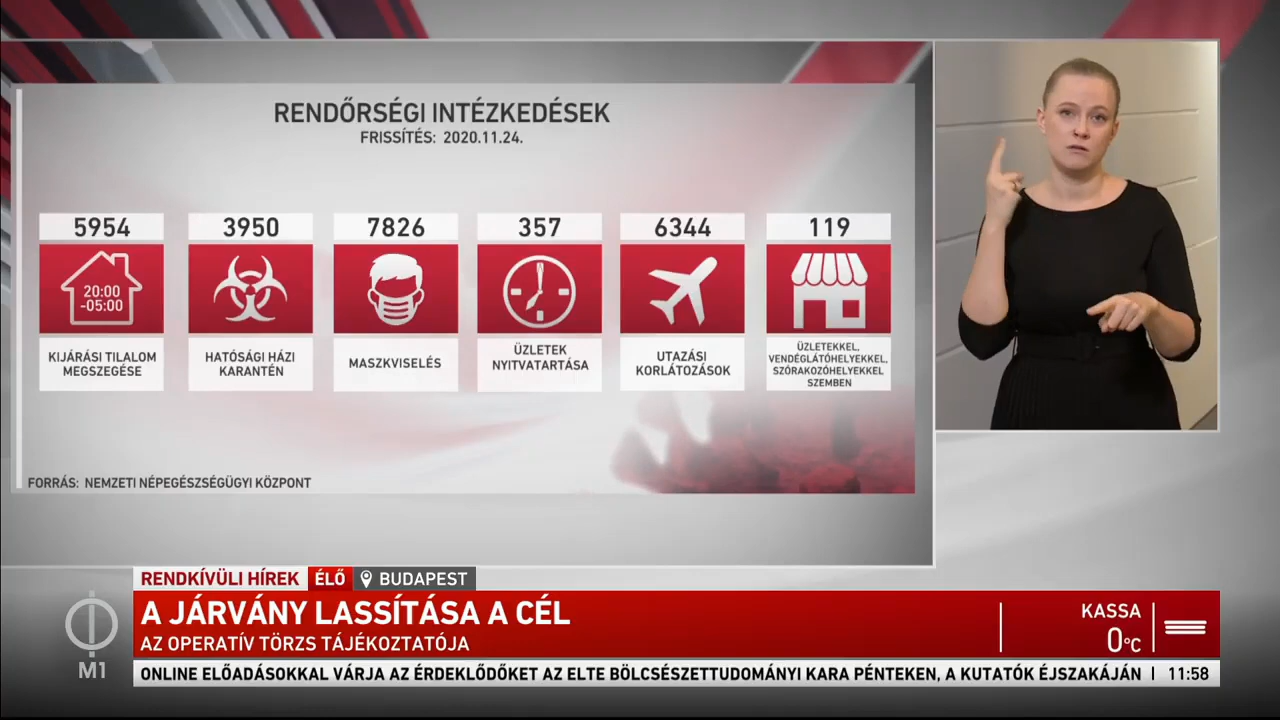 RENDŐRSÉGI INTÉZKEDÉSEK
FRISSÍTÉS: 2020.11.24.
5954
20:00
-05:00
KIJÁRÁSI TILALOM
MEGSZEGÉSE
3950
HATÓSÁGI HÁZI
KARANTÉN
7826
MASZKVISELÉS
357
ÜZLETEK
NYITVATARTÁSA
6344
UTAZÁSI
KORLÁTOZÁSOK
119
ÜZLETEKKEL,
VENDÉGLÁTÓHELYEKKEL,
SZÓRAKOZÓHELYEKKEL
SZEMBEN
FORRÁS: NEMZETI NÉPEGÉSZSÉGÜGYI KÖZPONT
RENDKÍVÜLI HÍREK ÉLŐ BUDAPEST
A JÁRVÁNY LASSÍTÁSA A CÉL
AZ OPERATÍV TÖRZS TÁJÉKOZTATÓJA
KASSA
0°C
M1
ONLINE ELŐADÁSOKKAL VÁRJA AZ ÉRDEKLŐDŐKET AZ ELTE BÖLCSÉSZETTUDOMÁNYI KARA PÉNTEKEN, A KUTATÓK ÉJSZAKÁJÁN 11:58